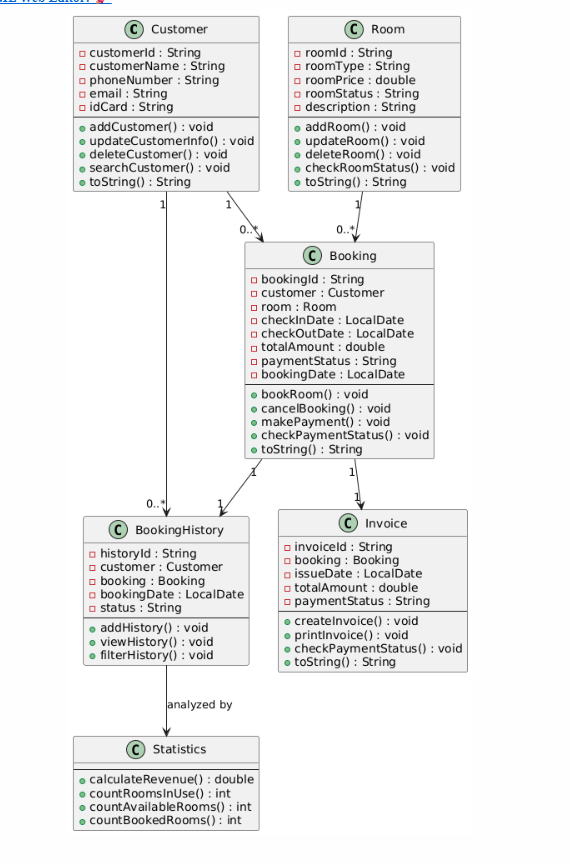 C Customer
customerId : String
customerName : String
phoneNumber : String
email : String
idCard : String
addCustomer() : void
updateCustomerInfo() : void
deleteCustomer() : void
searchCustomer() : void
toString() : String
C Room
roomId : String
roomType : String
roomPrice : double
roomStatus : String
description : String
addRoom() : void
updateRoom() : void
deleteRoom() : void
checkRoomStatus() : void
toString() : String
1
1
1
0..*
0..*
C Booking
bookingId : String
customer : Customer
room : Room
checkInDate : LocalDate
checkOutDate : LocalDate
totalAmount : double
paymentStatus : String
bookingDate : LocalDate
bookRoom() : void
cancelBooking() : void
makePayment() : void
checkPaymentStatus() : void
toString() : String
1
1
0..*
1
1
C BookingHistory
historyId : String
customer : Customer
booking : Booking
bookingDate : LocalDate
status : String
addHistory() : void
viewHistory() : void
filterHistory() : void
C Invoice
invoiceId : String
booking : Booking
issueDate : LocalDate
totalAmount : double
paymentStatus : String
createInvoice() : void
printInvoice() : void
checkPaymentStatus() : void
toString() : String
analyzed by
C Statistics
calculateRevenue() : double
countRoomsInUse() : int
countAvailableRooms() : int
countBookedRooms() : int